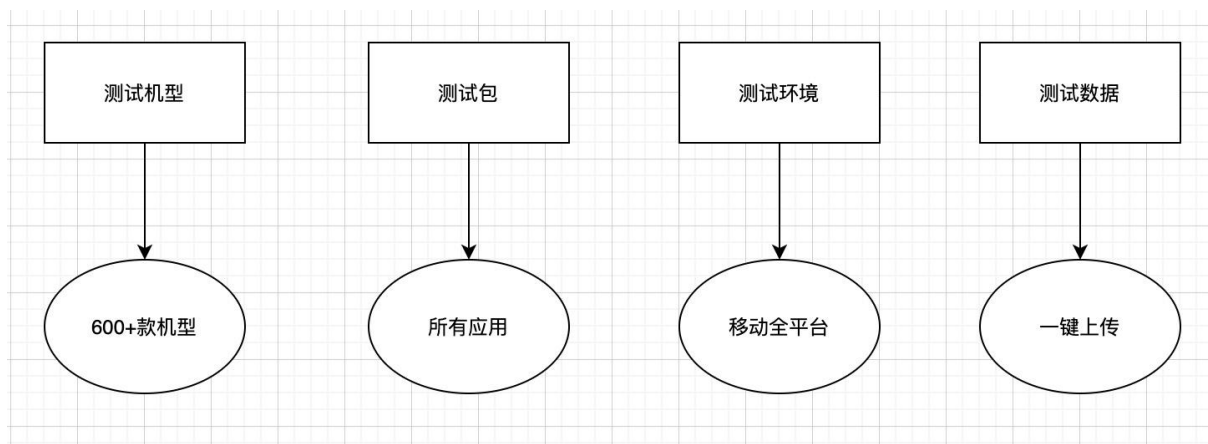 测试机型
测试包
测试环境
测试数据
600+款机型
所有应用
移动全平台
一键上传